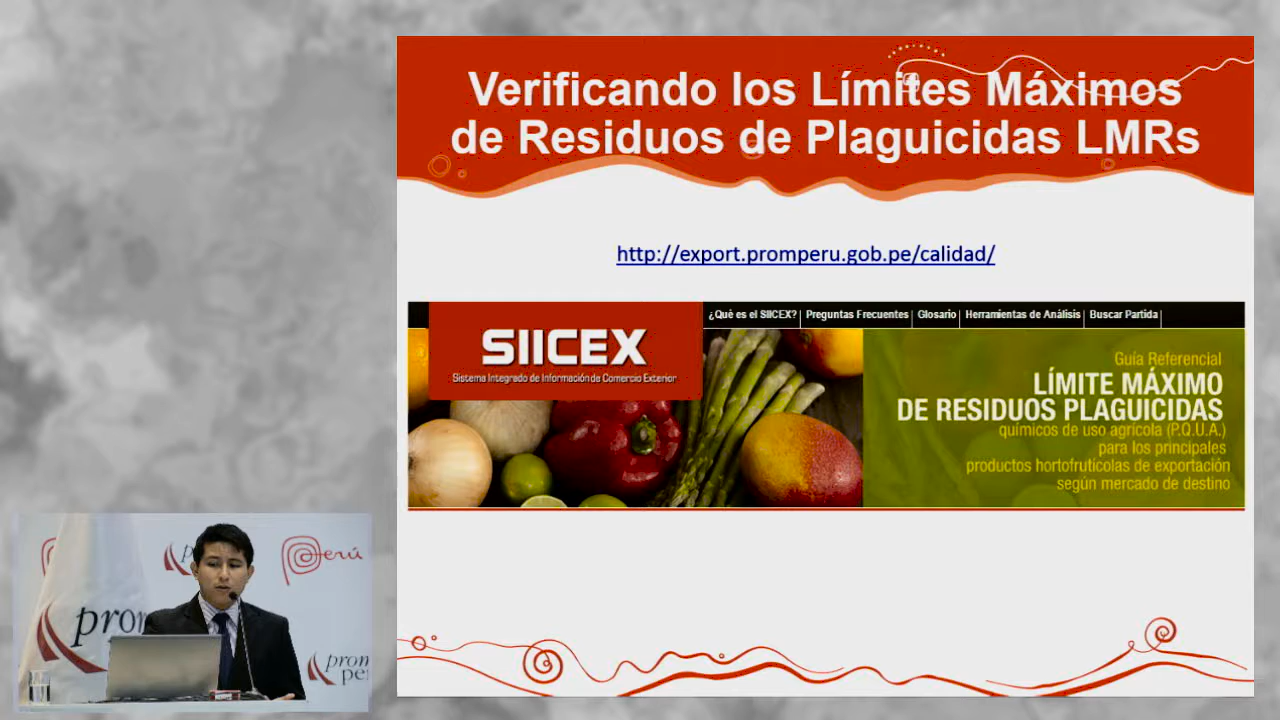 Verificando los Límites Máximos
de Residuos de Plaguicidas LMRs
http://export.promperu.gob.pe/calidad/
¿Què es el SIICEX? | Preguntas Frecuentes | Glosario | Herramientas de Análisis | Buscar Partida |
SIICEX
Sistema Integrado de Información de Comercio Exterior
Guía Referencial
LÍMITE MÁXIMO
DE RESIDUOS PLAGUICIDAS
químicos de uso agrícola (P.Q.U.A.)
para los principales
productos hortofrutícolas de exportación
según mercado de destino
Perú
prom
prom
pe